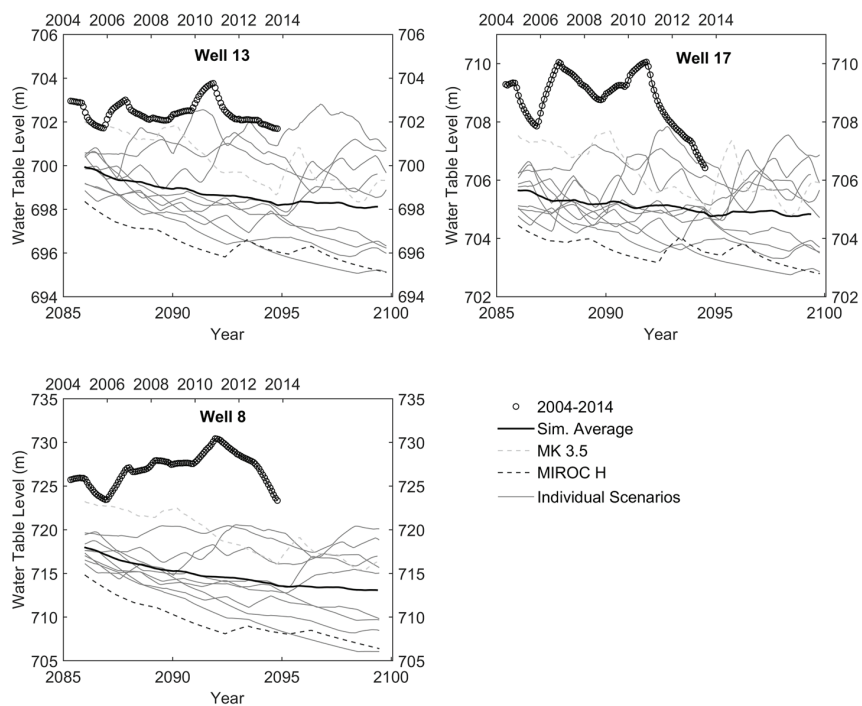 2004 2006 2008 2010 2012 2014
706 706
Well 13
704 704
702 702
700 700
698 698
696 696
694 694
2085 2090 2095 2100
Year
Water Table Level (m)
2004 2006 2008 2010 2012 2014
Well 17
710 710
708 708
706 706
704 704
702 702
2085 2090 2095 2100
Year
Water Table Level (m)
2004 2006 2008 2010 2012 2014
735 735
Well 8
730 730
725 725
720 720
715 715
710 710
705 705
2085 2090 2095 2100
Year
Water Table Level (m)
2004-2014
Sim. Average
MK 3.5
MIROC H
Individual Scenarios